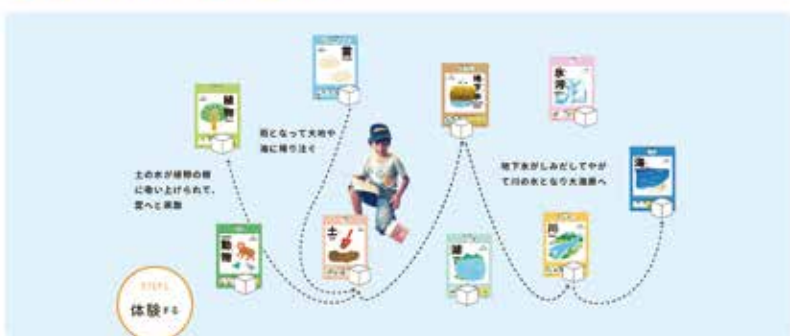 雲
植物
地下水
氷河
雨となって大地や
海に降り注ぐ
土の水が植物の根
に吸い上げられて、
雲へと蒸散
地下水がしみだしてやが
て川の水となり大海原へ
海
動物
土
湖
川
体験する